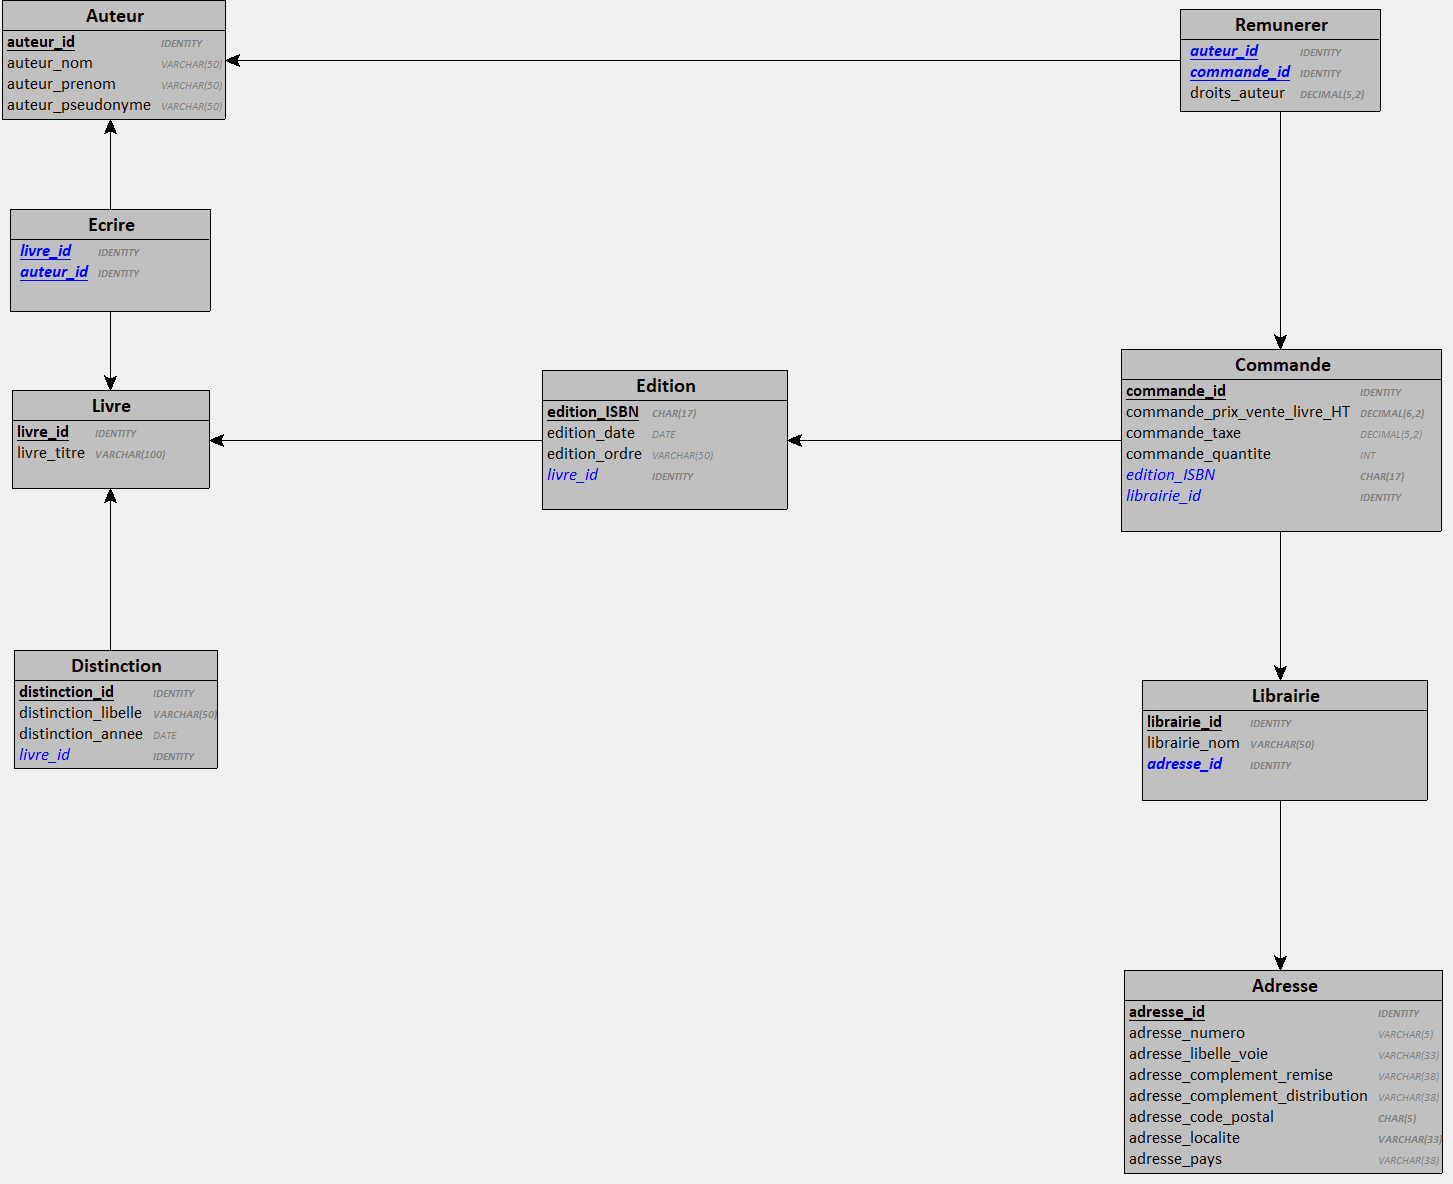 Auteur
auteur_id IDENTITY
auteur_nom VARCHAR(50)
auteur_prenom VARCHAR(50)
auteur_pseudonyme VARCHAR(50)
Remunerer
auteur_id IDENTITY
commande_id IDENTITY
droits_auteur DECIMAL(5,2)
Ecrire
livre_id IDENTITY
auteur_id IDENTITY
Livre
livre_id IDENTITY
livre_titre VARCHAR(100)
Edition
edition_ISBN CHAR(17)
edition_date DATE
edition_ordre VARCHAR(50)
livre_id IDENTITY
Commande
commande_id IDENTITY
commande_prix_vente_livre_HT DECIMAL(6,2)
commande_taxe DECIMAL(5,2)
commande_quantite INT
edition_ISBN CHAR(17)
librairie_id IDENTITY
Distinction
distinction_id IDENTITY
distinction_libelle VARCHAR(50)
distinction_annee DATE
livre_id IDENTITY
Librairie
librairie_id IDENTITY
librairie_nom VARCHAR(50)
adresse_id IDENTITY
Adresse
adresse_id IDENTITY
adresse_numero VARCHAR(5)
adresse_libelle_voie VARCHAR(33)
adresse_complement_remise VARCHAR(38)
adresse_complement_distribution VARCHAR(38)
adresse_code_postal CHAR(5)
adresse_localite VARCHAR(33)
adresse_pays VARCHAR(38)